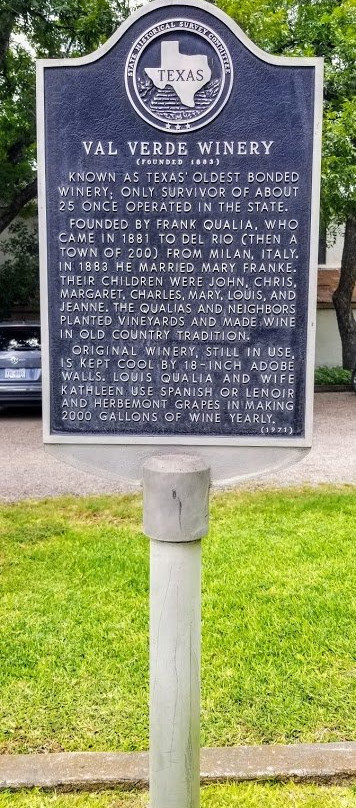 STATE HISTORICAL SURVEY COMMITTEE
TEXAS
VAL VERDE WINERY
(FOUNDED 1883)
KNOWN AS TEXAS' OLDEST BONDED
WINERY. ONLY SURVIVOR OF ABOUT
25 ONCE OPERATED IN THE STATE.
FOUNDED BY FRANK QUALIA, WHO
CAME IN 1881 TO DEL RIO (THEN A
TOWN OF 200) FROM MILAN, ITALY.
IN 1883 HE MARRIED MARY FRANKE.
THEIR CHILDREN WERE JOHN, CHRIS,
MARGARET, CHARLES, MARY, LOUIS, AND
JEANNE. THE QUALIAS AND NEIGHBORS
PLANTED VINEYARDS AND MADE WINE
IN OLD COUNTRY TRADITION.
ORIGINAL WINERY, STILL IN USE,
IS KEPT COOL BY 18-INCH ADOBE
WALLS. LOUIS QUALIA AND WIFE
KATHLEEN USE SPANISH OR LENOIR
AND HERBEMONT GRAPES IN MAKING
2000 GALLONS OF WINE YEARLY.
(1971)